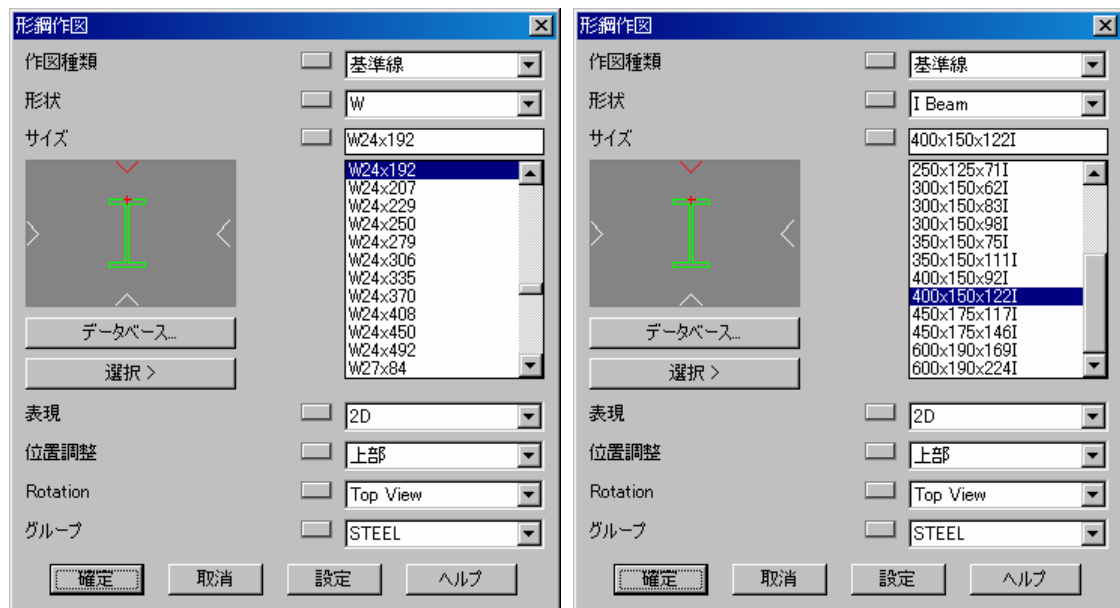 形鋼作図
作図種類
基準線
形状
W
サイズ
W24x192
W24x192
W24x207
W24x229
W24x250
W24x279
W24x306
W24x335
W24x370
W24x408
W24x450
W24x492
W27x84
データベース...
選択 >
表現
2D
位置調整
上部
Rotation
Top View
グループ
STEEL
確定
取消
設定
ヘルプ
形鋼作図
作図種類
基準線
形状
I Beam
サイズ
400x150x122I
250x125x71I
300x150x62I
300x150x83I
300x150x98I
350x150x75I
350x150x111I
400x150x92I
400x150x122I
450x175x117I
450x175x146I
600x190x169I
600x190x224I
データベース...
選択 >
表現
2D
位置調整
上部
Rotation
Top View
グループ
STEEL
確定
取消
設定
ヘルプ